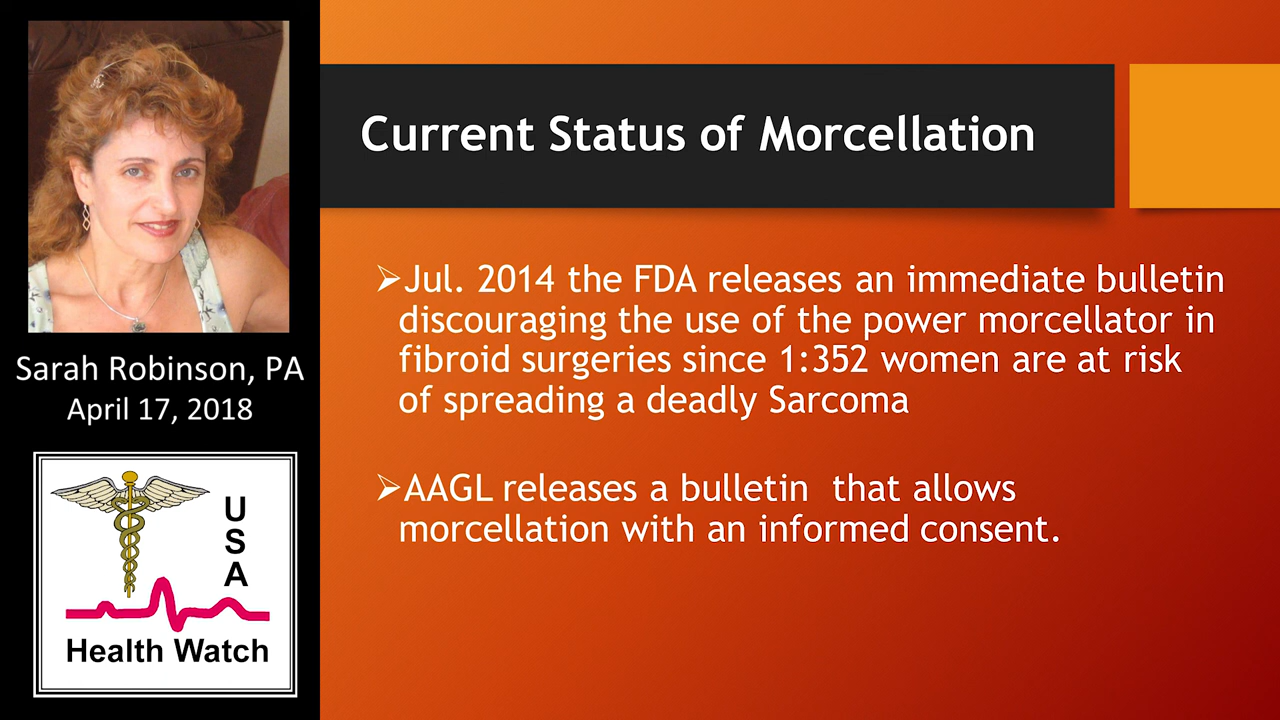 Current Status of Morcellation
➢Jul. 2014 the FDA releases an immediate bulletin
discouraging the use of the power morcellator in
fibroid surgeries since 1:352 women are at risk
of spreading a deadly Sarcoma
➢AAGL releases a bulletin  that allows
morcellation with an informed consent.
Sarah Robinson, PA
April 17, 2018
U
S
A
Health Watch